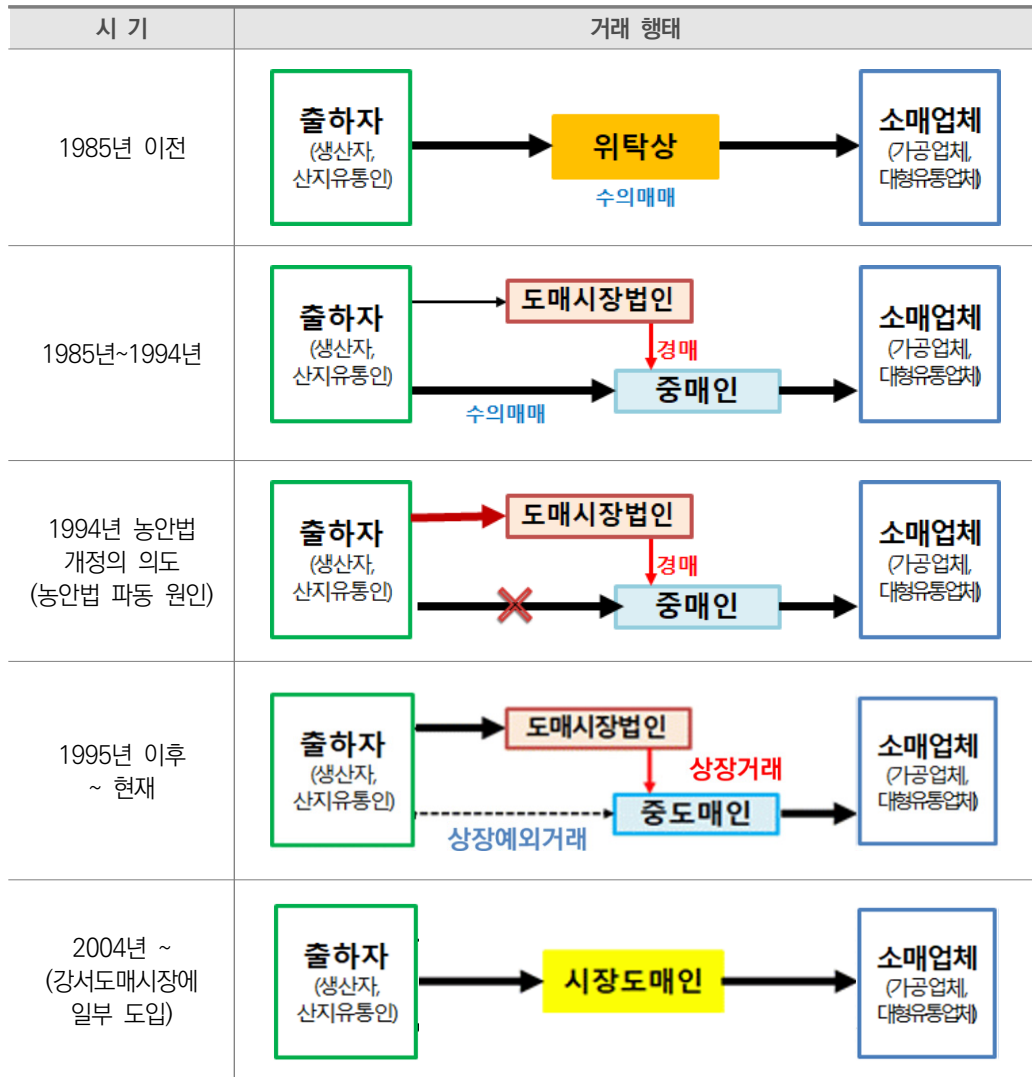 시 기
거래 행태
1985년 이전
출하자
(생산자,
산지유통인)
위탁상
수의매매
소매업체
(가공업체,
대형유통업체)
1985년~1994년
출하자
(생산자,
산지유통인)
도매시장법인
경매
중매인
수의매매
소매업체
(가공업체,
대형유통업체)
1994년 농안법
개정의 의도
(농안법 파동 원인)
출하자
(생산자,
산지유통인)
도매시장법인
경매
중매인
소매업체
(가공업체,
대형유통업체)
1995년 이후
~ 현재
출하자
(생산자,
산지유통인)
도매시장법인
상장거래
중도매인
상장예외거래
소매업체
(가공업체,
대형유통업체)
2004년 ~
(강서도매시장에
일부 도입)
출하자
(생산자,
산지유통인)
시장도매인
소매업체
(가공업체,
대형유통업체)